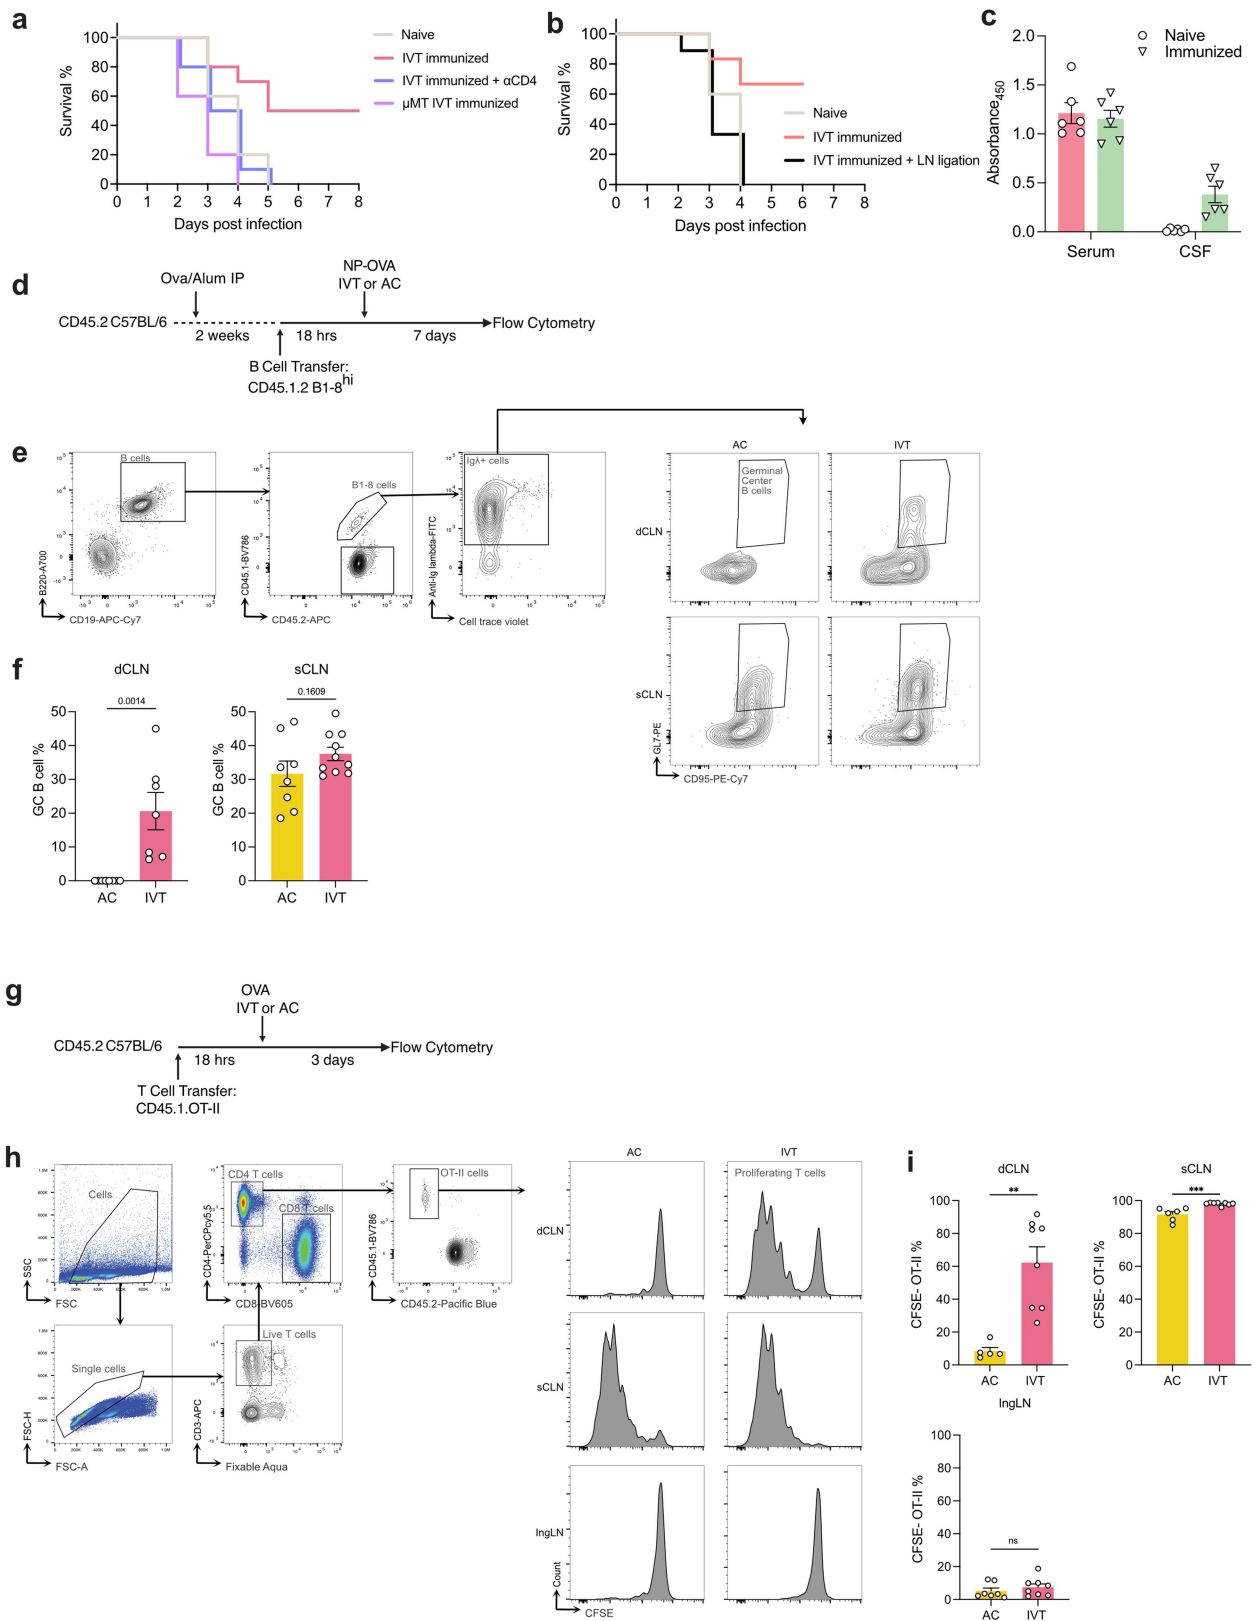 a
100
80
60
40
20
0
Survival %
0 1 2 3 4 5 6 7 8
Days post infection
Naive
IVT immunized
IVT immunized + αCD4
μMT IVT immunized
b
100
80
60
40
20
0
Survival %
0 1 2 3 4 5 6 7 8
Days post infection
Naive
IVT immunized
IVT immunized + LN ligation
c
2.0
1.5
1.0
0.5
0.0
Absorbance450
Naive
Immunized
Serum CSF
d
Ova/Alum IP
NP-OVA
IVT or AC
CD45.2 C57BL/6
2 weeks
18 hrs
7 days
Flow Cytometry
B Cell Transfer:
CD45.1.2 B1-8hi
e
B cells
B220-A700
CD19-APC-Cy7
B1-8 cells
CD45.1-BV786
CD45.2-APC
Igλ+ cells
Anti-Ig lambda-FITC
Cell trace violet
AC IVT
Germinal
Center
B cells
dCLN
sCLN
GL7-PE
CD95-PE-Cy7
f
dCLN
0.0014
50
40
30
20
10
0
GC B cell %
AC IVT
sCLN
0.1609
50
40
30
20
10
0
GC B cell %
AC IVT
g
OVA
IVT or AC
CD45.2 C57BL/6
18 hrs
3 days
Flow Cytometry
T Cell Transfer:
CD45.1.OT-II
h
Cells
SSC
FSC
CD4 T cells
CD8 T cells
CD4-PerCPcy5.5
CD8-BV605
OT-II cells
CD45.1-BV786
CD45.2-Pacific Blue
Single cells
FSC-H
FSC-A
Live T cells
CD3-APC
Fixable Aqua
AC IVT
Proliferating T cells
dCLN
sCLN
IngLN
Count
CFSE
i
dCLN
**
100
80
60
40
20
0
CFSE- OT-II %
AC IVT
sCLN
***
100
80
60
40
20
0
CFSE- OT-II %
AC IVT
IngLN
ns
100
80
60
40
20
0
CFSE- OT-II %
AC IVT